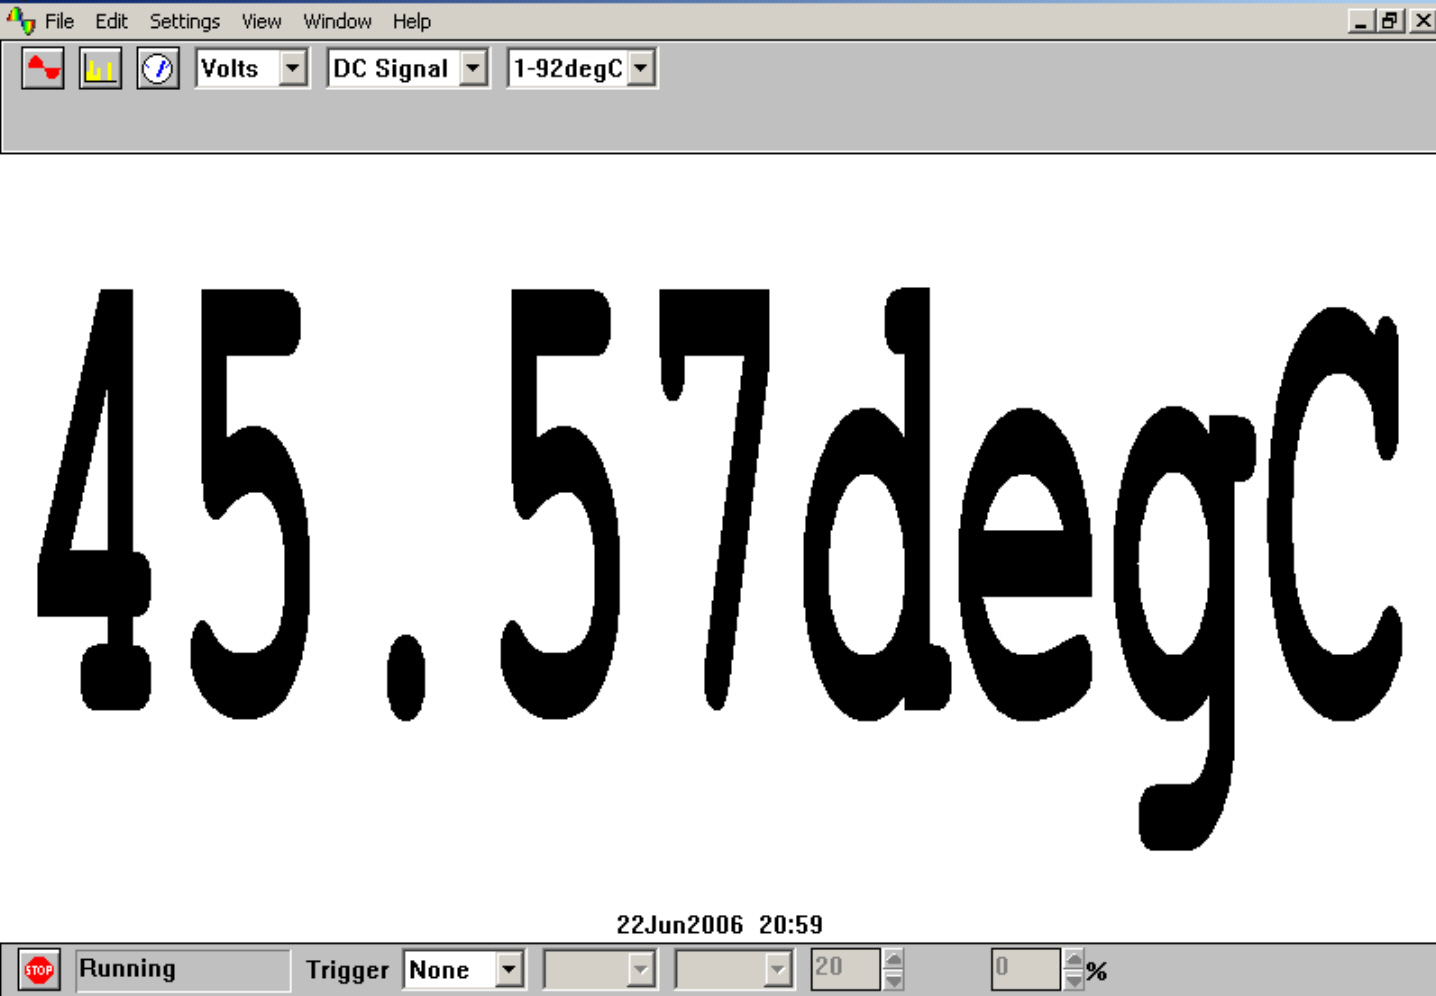 File Edit Settings View Window Help
Volts DC Signal 1-92degC
45.57degC
22Jun2006 20:59
STOP Running Trigger None 20 0 %